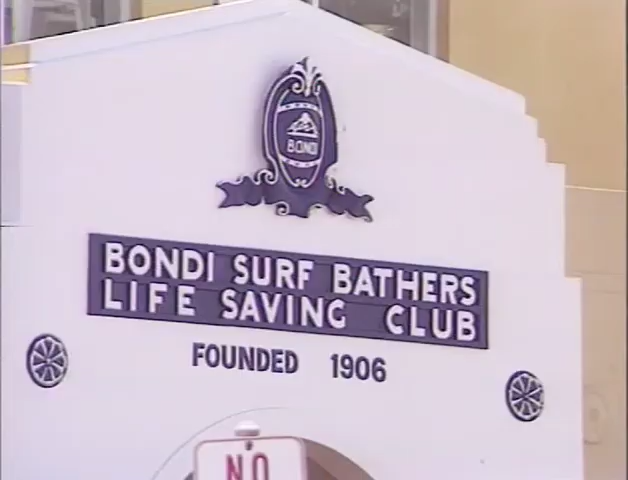 BONDI
BONDI SURF BATHERS
LIFE SAVING CLUB
FOUNDED 1906
NO